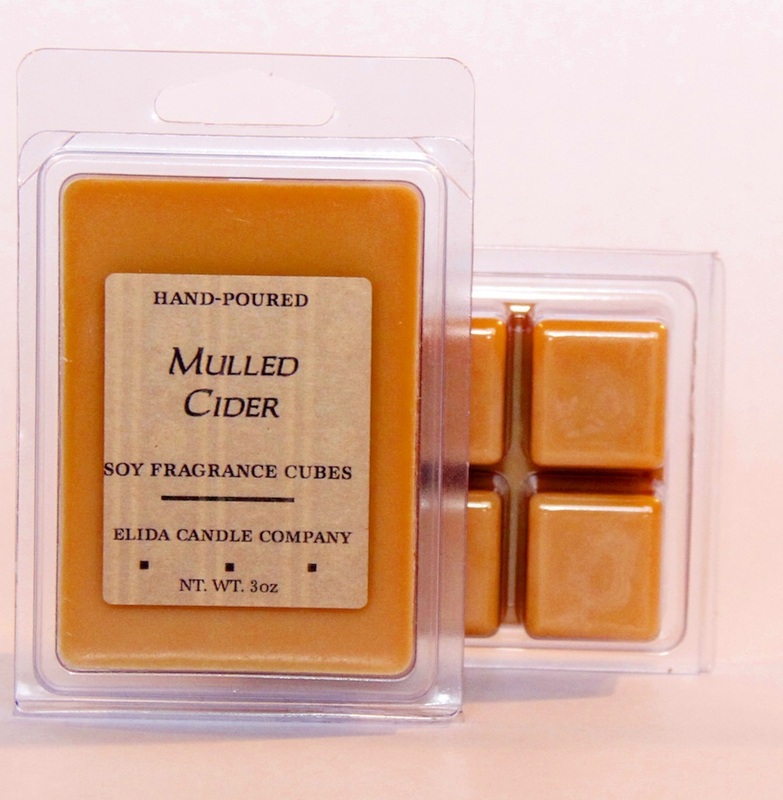 HAND-POURED
MULLED
CIDER
SOY FRAGRANCE CUBES
ELIDA CANDLE COMPANY
NT. WT. 3oz